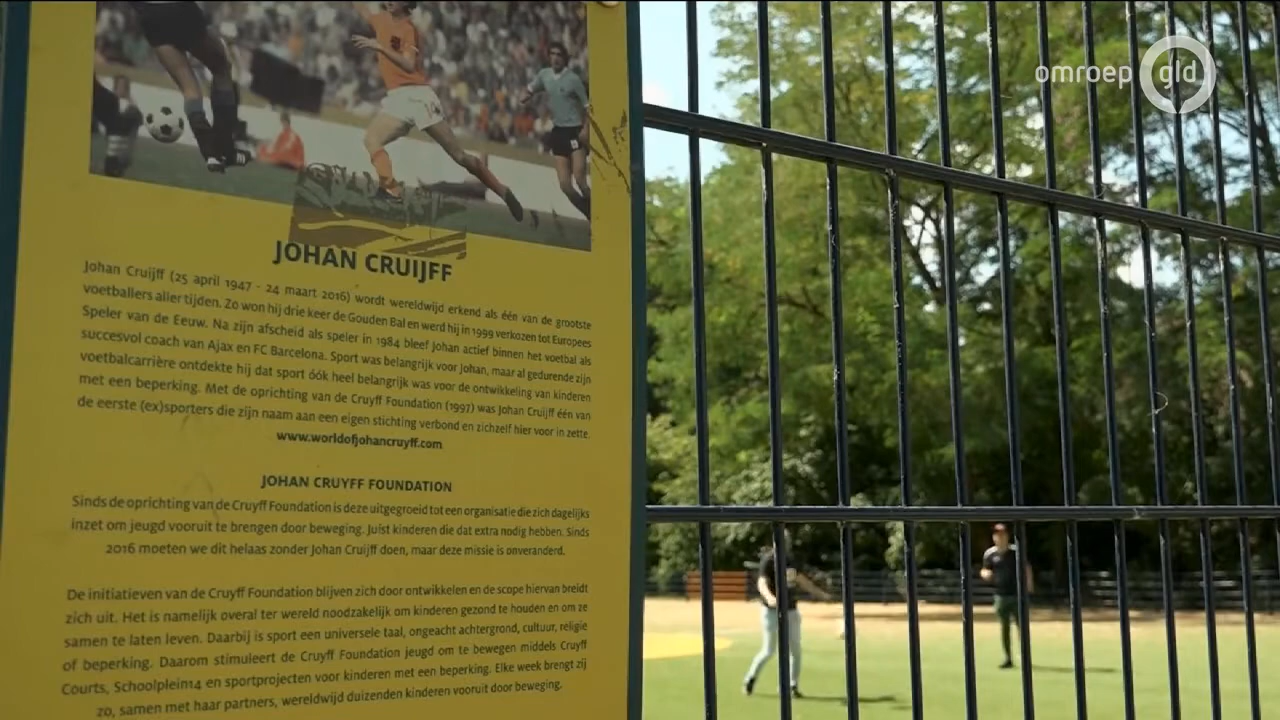 omroep gld
JOHAN CRUIJFF
Johan Cruijff (25 april 1947 - 24 maart 2016) wordt wereldwijd erkend als één van de grootste
voetballers aller tijden. Zo won hij drie keer de Gouden Bal en werd hij in 1999 verkozen tot Europees
Speler van de Eeuw. Na zijn afscheid als speler in 1984 bleef Johan actief binnen het voetbal als
succesvol coach van Ajax en FC Barcelona. Sport was belangrijk voor Johan, maar al gedurende zijn
voetbalcarrière ontdekte hij dat sport óók heel belangrijk was voor de ontwikkeling van kinderen
met een beperking. Met de oprichting van de Cruyff Foundation (1997) was Johan Cruijff één van
de eerste (ex)sporters die zijn naam aan een eigen stichting verbond en zichzelf hier voor in zette.
www.worldofjohancruyff.com
JOHAN CRUYFF FOUNDATION
Sinds de oprichting van de Cruyff Foundation is deze uitgegroeid tot een organisatie die zich dagelijks
inzet om jeugd vooruit te brengen door beweging. Juist kinderen die dat extra nodig hebben. Sinds
2016 moeten we dit helaas zonder Johan Cruijff doen, maar deze missie is onveranderd.
De initiatieven van de Cruyff Foundation blijven zich door ontwikkelen en de scope hiervan breidt
zich uit. Het is namelijk overal ter wereld noodzakelijk om kinderen gezond te houden en om ze
samen te laten leven. Daarbij is sport een universele taal, ongeacht achtergrond, cultuur, religie
of beperking. Daarom stimuleert de Cruyff Foundation jeugd om te bewegen middels Cruyff
Courts, Schoolplein14 en sportprojecten voor kinderen met een beperking. Elke week brengt zij
zo, samen met haar partners, wereldwijd duizenden kinderen vooruit door beweging.